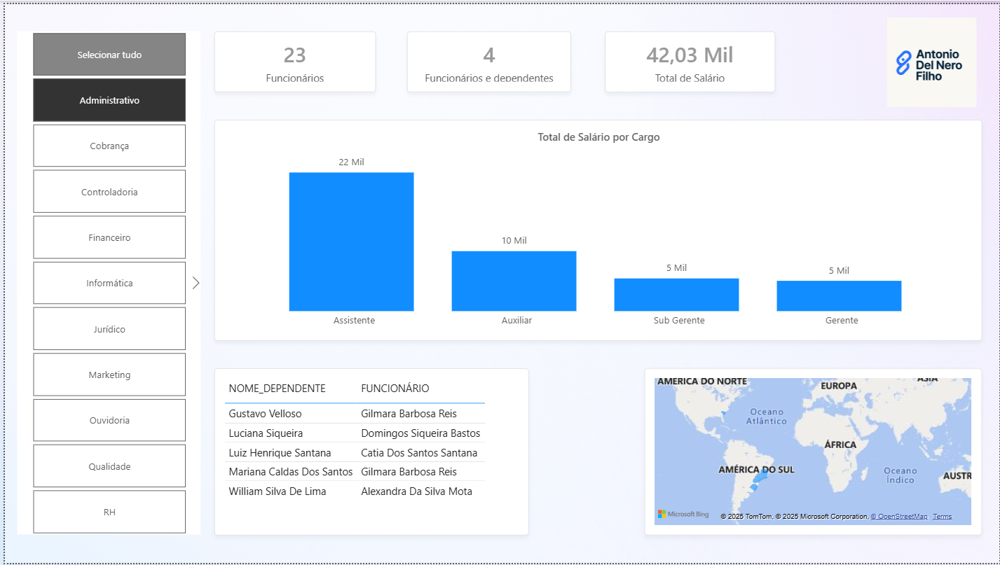 Selecionar tudo
Administrativo
Cobrança
Controladoria
Financeiro
Informática
Jurídico
Marketing
Ouvidoria
Qualidade
RH
23
Funcionários
4
Funcionários e dependentes
42,03 Mil
Total de Salário
Antonio
Del Nero
Filho
Total de Salário por Cargo
22 Mil
10 Mil
5 Mil
5 Mil
Assistente
Auxiliar
Sub Gerente
Gerente
NOME_DEPENDENTE FUNCIONÁRIO
Gustavo Velloso Gilmara Barbosa Reis
Luciana Siqueira Domingos Siqueira Bastos
Luiz Henrique Santana Catia Dos Santos Santana
Mariana Caldas Dos Santos Gilmara Barbosa Reis
William Silva De Lima Alexandra Da Silva Mota
AMÉRICA DO NORTE
EUROPA
ÁSIA
Oceano
Atlântico
ÁFRICA
AMÉRICA DO SUL
Oceano
Índico
AUSTR
Microsoft Bing
© 2025 TomTom, © 2025 Microsoft Corporation, © OpenStreetMap Terms